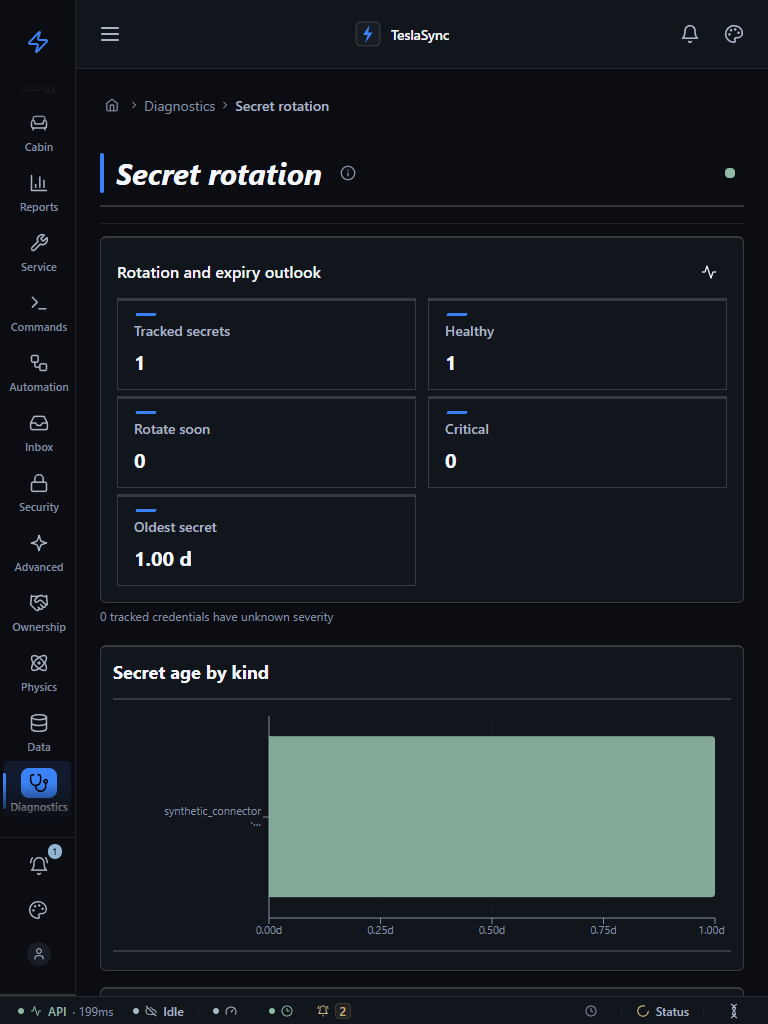 TeslaSync
Diagnostics
Secret rotation
Cabin
Reports
Service
Commands
Automation
Inbox
Security
Advanced
Ownership
Physics
Data
Diagnostics
1
Secret rotation
Rotation and expiry outlook
Tracked secrets
1
Healthy
1
Rotate soon
0
Critical
0
Oldest secret
1.00 d
0 tracked credentials have unknown severity
Secret age by kind
synthetic_connector
·...
0.00d
0.25d
0.50d
0.75d
1.00d
API · 199ms
Idle
2
Status